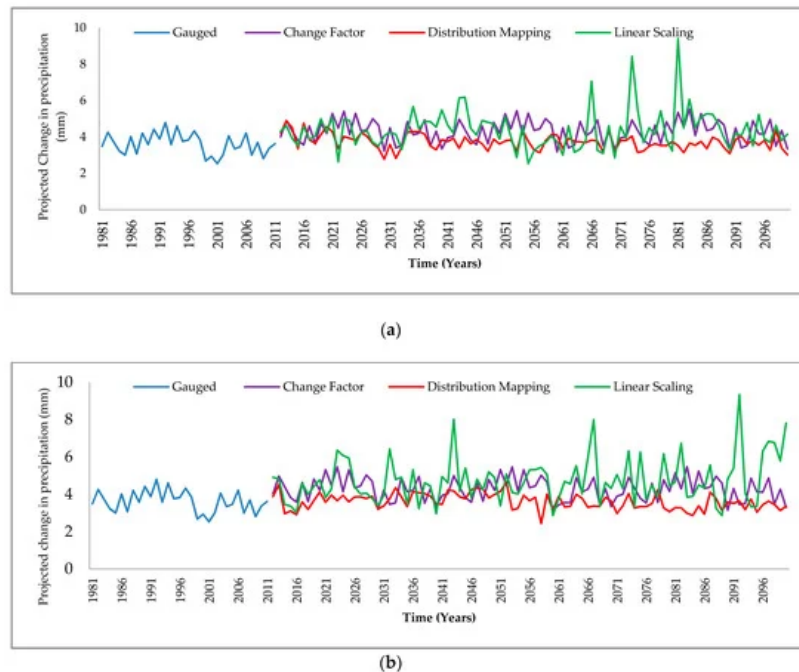 10
Gauged Change Factor Distribution Mapping Linear Scaling
8
6
4
2
0
Projected Change in precipitation
(mm)
1981 1986 1991 1996 2001 2006 2011 2016 2021 2026 2031 2036 2041 2046 2051 2056 2061 2066 2071 2076 2081 2086 2091 2096
Time (Years)
(a)
10
Gauged Change Factor Distribution Mapping Linear Scaling
8
6
4
2
0
Projected change in precipitation (mm)
1981 1986 1991 1996 2001 2006 2011 2016 2021 2026 2031 2036 2041 2046 2051 2056 2061 2066 2071 2076 2081 2086 2091 2096
Time (Years)
(b)